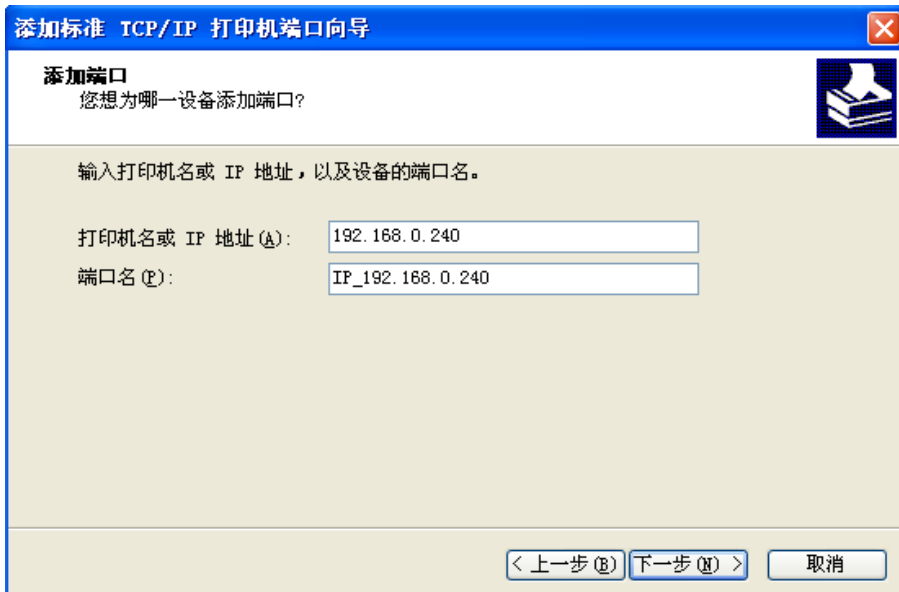 添加标准 TCP/IP 打印机端口向导
添加端口
您想为哪一设备添加端口?
输入打印机名或 IP 地址，以及设备的端口名。
打印机名或 IP 地址(A): 192.168.0.240
端口名(P): IP_192.168.0.240
< 上一步(B) 下一步(N) > 取消